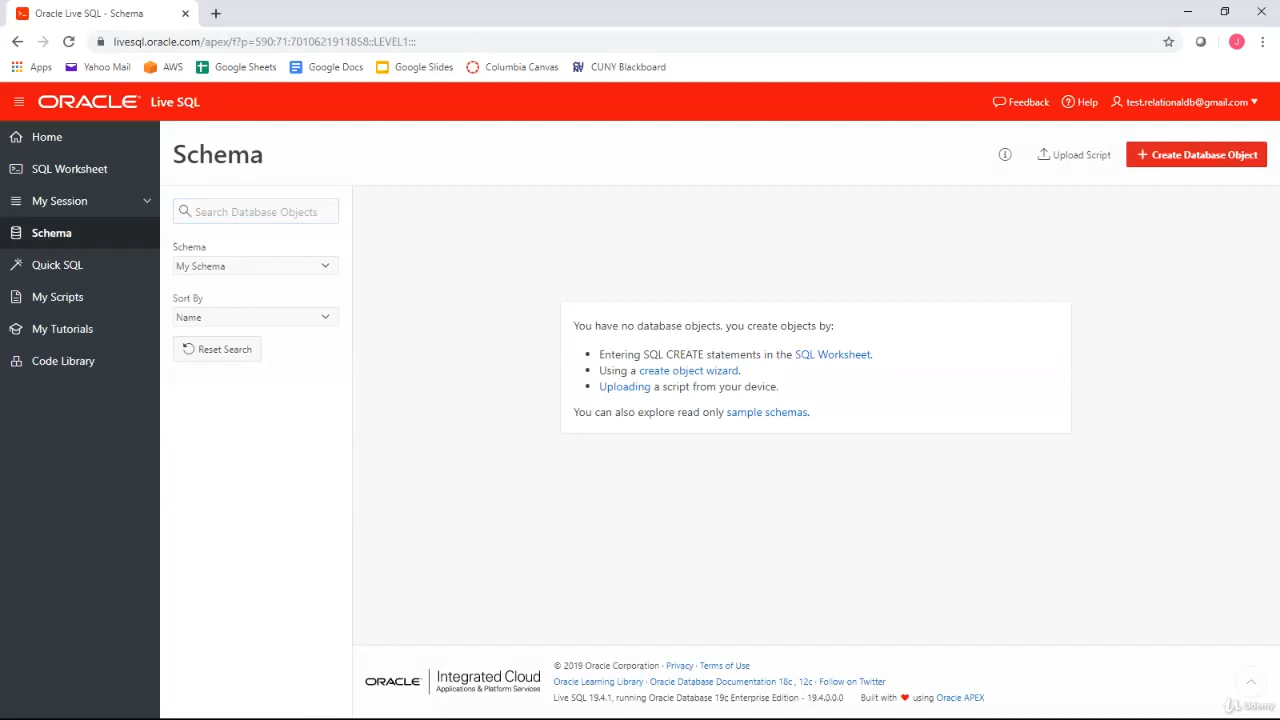 Oracle Live SQL - Schema
livesql.oracle.com/apex/f?p=590:71:7010621911858::LEVEL1:::
J
Apps Yahoo Mail AWS Google Sheets Google Docs Google Slides Columbia Canvas CUNY Blackboard
ORACLE Live SQL
Feedback Help test.relationaldb@gmail.com
Home
SQL Worksheet
My Session
Schema
Quick SQL
My Scripts
My Tutorials
Code Library
Schema
Upload Script + Create Database Object
Search Database Objects
Schema
My Schema
Sort By
Name
Reset Search
You have no database objects, you create objects by:
• Entering SQL CREATE statements in the SQL Worksheet.
• Using a create object wizard.
• Uploading a script from your device.
You can also explore read only sample schemas.
ORACLE Integrated Cloud
Applications & Platform Services
© 2019 Oracle Corporation · Privacy · Terms of Use
Oracle Learning Library · Oracle Database Documentation 18c , 12c · Follow on Twitter
Live SQL 19.4.1, running Oracle Database 19c Enterprise Edition - 19.4.0.0.0 Built with ♥ using Oracle APEX
Udemy